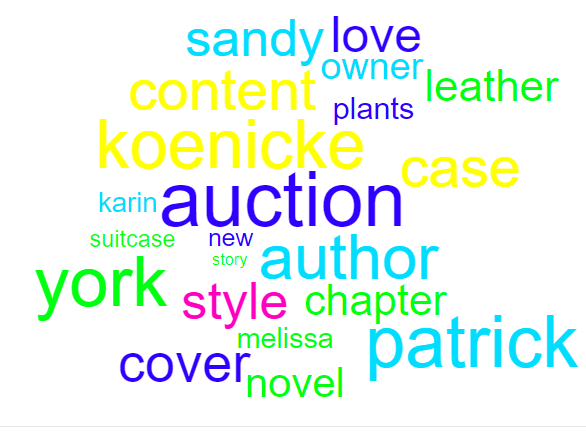 sandy love
owner
content leather
plants
koenicke case
karin auction
suitcase new
story author
york style chapter
melissa patrick
cover novel